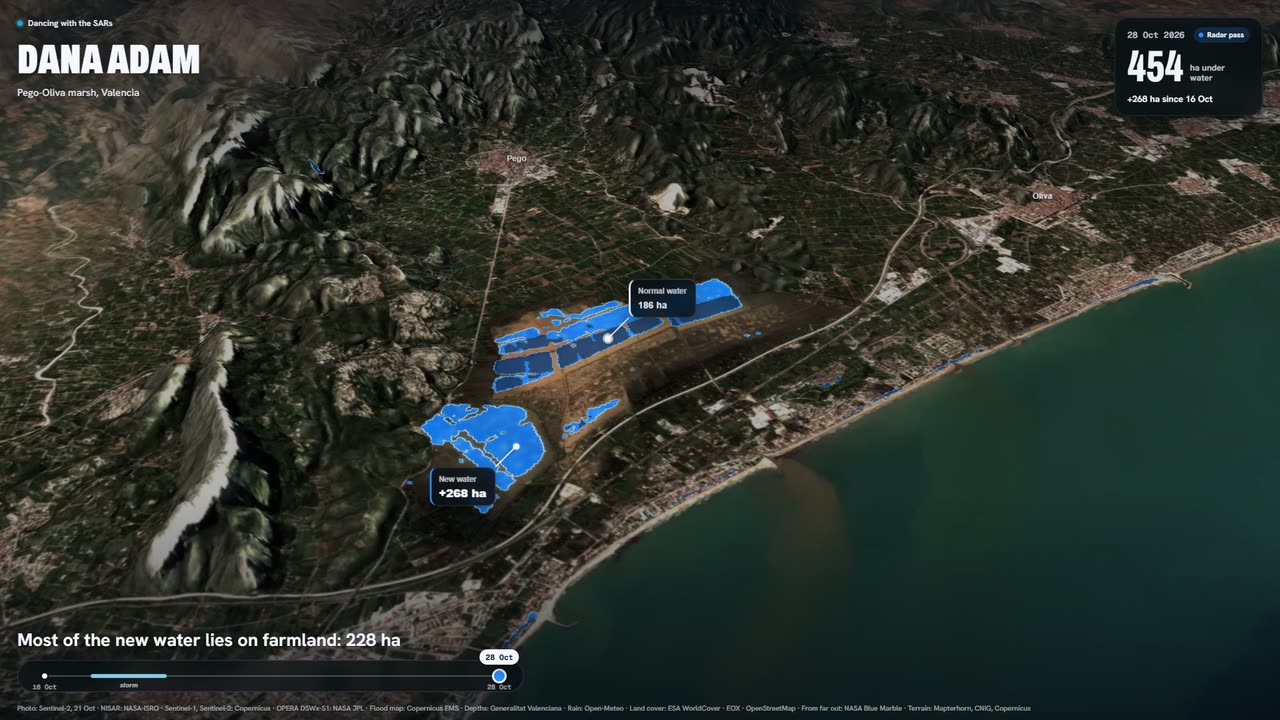 Dancing with the SARs
DANA ADAM
Pego-Oliva marsh, Valencia
28 Oct 2026
Radar pass
454 ha under water
+268 ha since 16 Oct
Pego
Oliva
Normal water
186 ha
New water
+268 ha
Most of the new water lies on farmland: 228 ha
28 Oct
storm
16 Oct
28 Oct
Photo: Sentinel-2, 21 Oct · NISAR: NASA-ISRO · Sentinel-1, Sentinel-2: Copernicus · OPERA DSWx-S1: NASA JPL · Flood map: Copernicus EMS · Depths: Generalitat Valenciana · Rain: Open-Meteo · Land cover: ESA WorldCover · EOX · OpenStreetMap · From far out: NASA Blue Marble · Terrain: Mapterhorn, CNIG, Copernicus